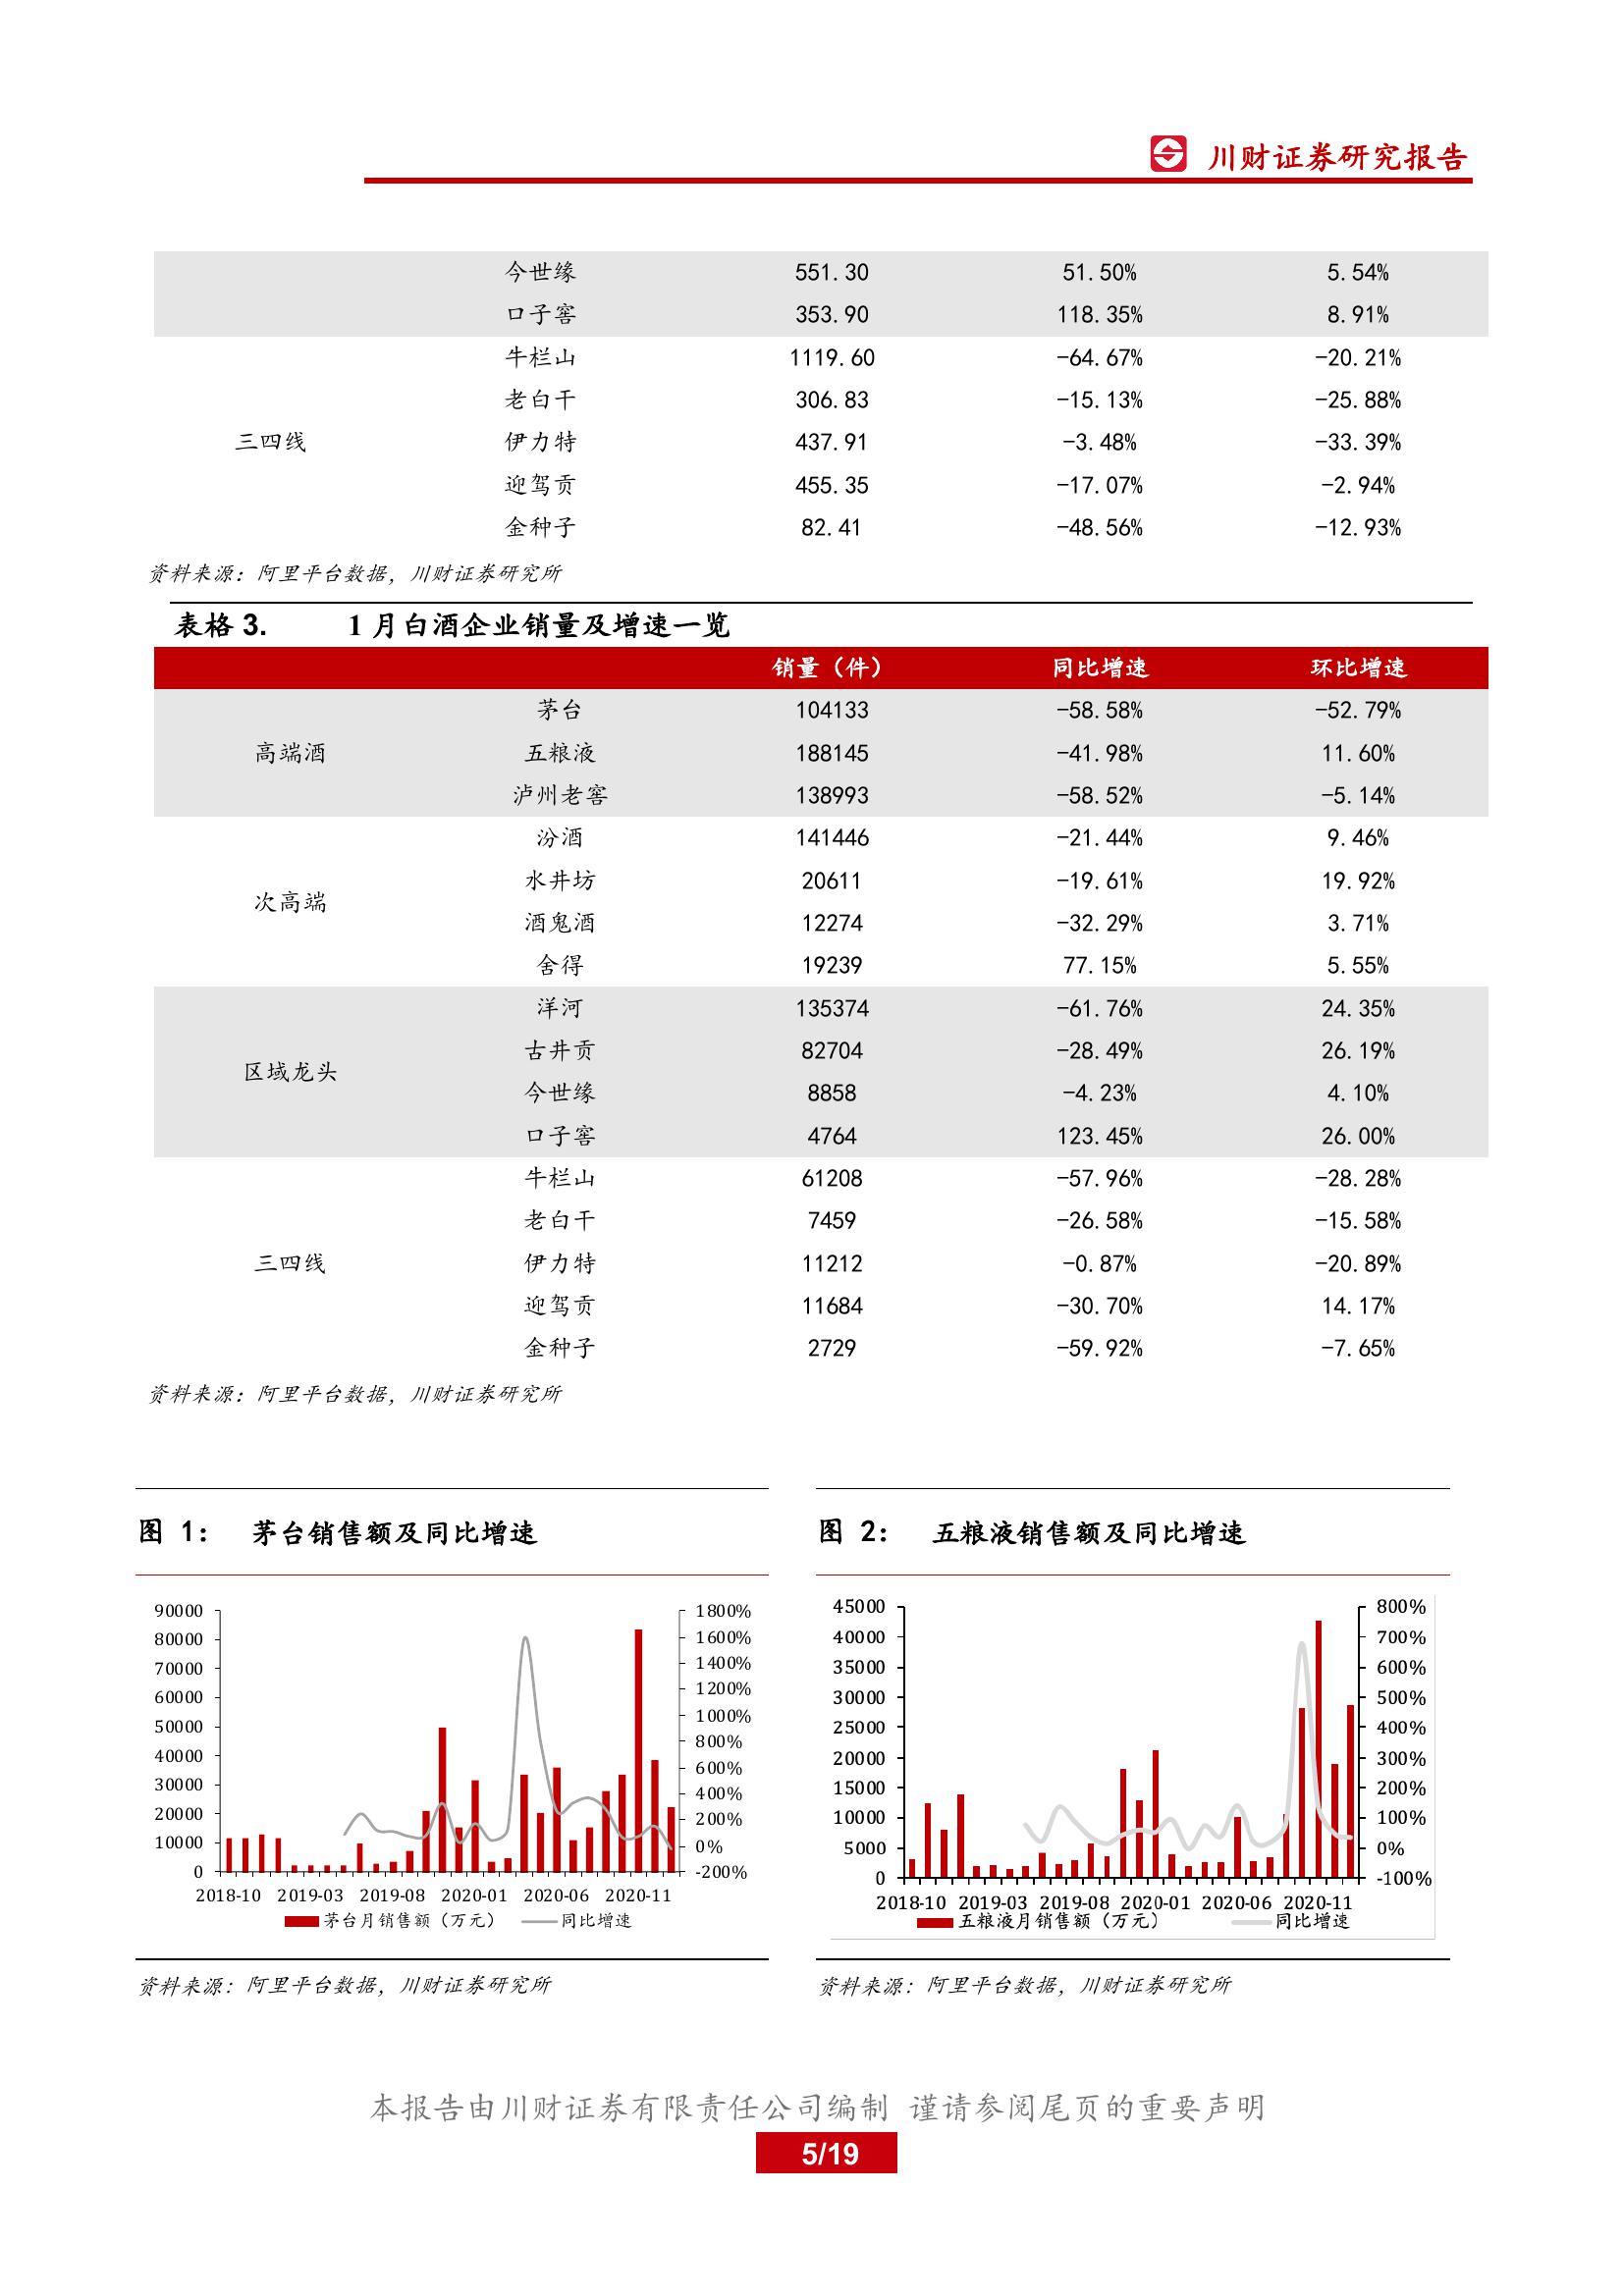 川财证券研究报告
今世缘 551.30 51.50% 5.54%
口子窖 353.90 118.35% 8.91%
牛栏山 1119.60 -64.67% -20.21%
老白干 306.83 -15.13% -25.88%
三四线 伊力特 437.91 -3.48% -33.39%
迎驾贡 455.35 -17.07% -2.94%
金种子 82.41 -48.56% -12.93%
资料来源：阿里平台数据，川财证券研究所
表格 3. 1 月白酒企业销量及增速一览
销量（件） 同比增速 环比增速
茅台 104133 -58.58% -52.79%
高端酒 五粮液 188145 -41.98% 11.60%
泸州老窖 138993 -58.52% -5.14%
汾酒 141446 -21.44% 9.46%
水井坊 20611 -19.61% 19.92%
次高端
酒鬼酒 12274 -32.29% 3.71%
舍得 19239 77.15% 5.55%
洋河 135374 -61.76% 24.35%
古井贡 82704 -28.49% 26.19%
区域龙头
今世缘 8858 -4.23% 4.10%
口子窖 4764 123.45% 26.00%
牛栏山 61208 -57.96% -28.28%
老白干 7459 -26.58% -15.58%
三四线 伊力特 11212 -0.87% -20.89%
迎驾贡 11684 -30.70% 14.17%
金种子 2729 -59.92% -7.65%
资料来源：阿里平台数据，川财证券研究所
图 1： 茅台销售额及同比增速
90000 1800%
80000 1600%
70000 1400%
60000 1200%
50000 1000%
40000 800%
30000 600%
20000 400%
10000 200%
0 0%
-200%
2018-10 2019-03 2019-08 2020-01 2020-06 2020-11
茅台月销售额（万元） 同比增速
资料来源：阿里平台数据，川财证券研究所
图 2： 五粮液销售额及同比增速
45000 800%
40000 700%
35000 600%
30000 500%
25000 400%
20000 300%
15000 200%
10000 100%
5000 0%
0 -100%
2018-10 2019-03 2019-08 2020-01 2020-06 2020-11
五粮液月销售额（万元） 同比增速
资料来源：阿里平台数据，川财证券研究所
本报告由川财证券有限责任公司编制 谨请参阅尾页的重要声明
5/19